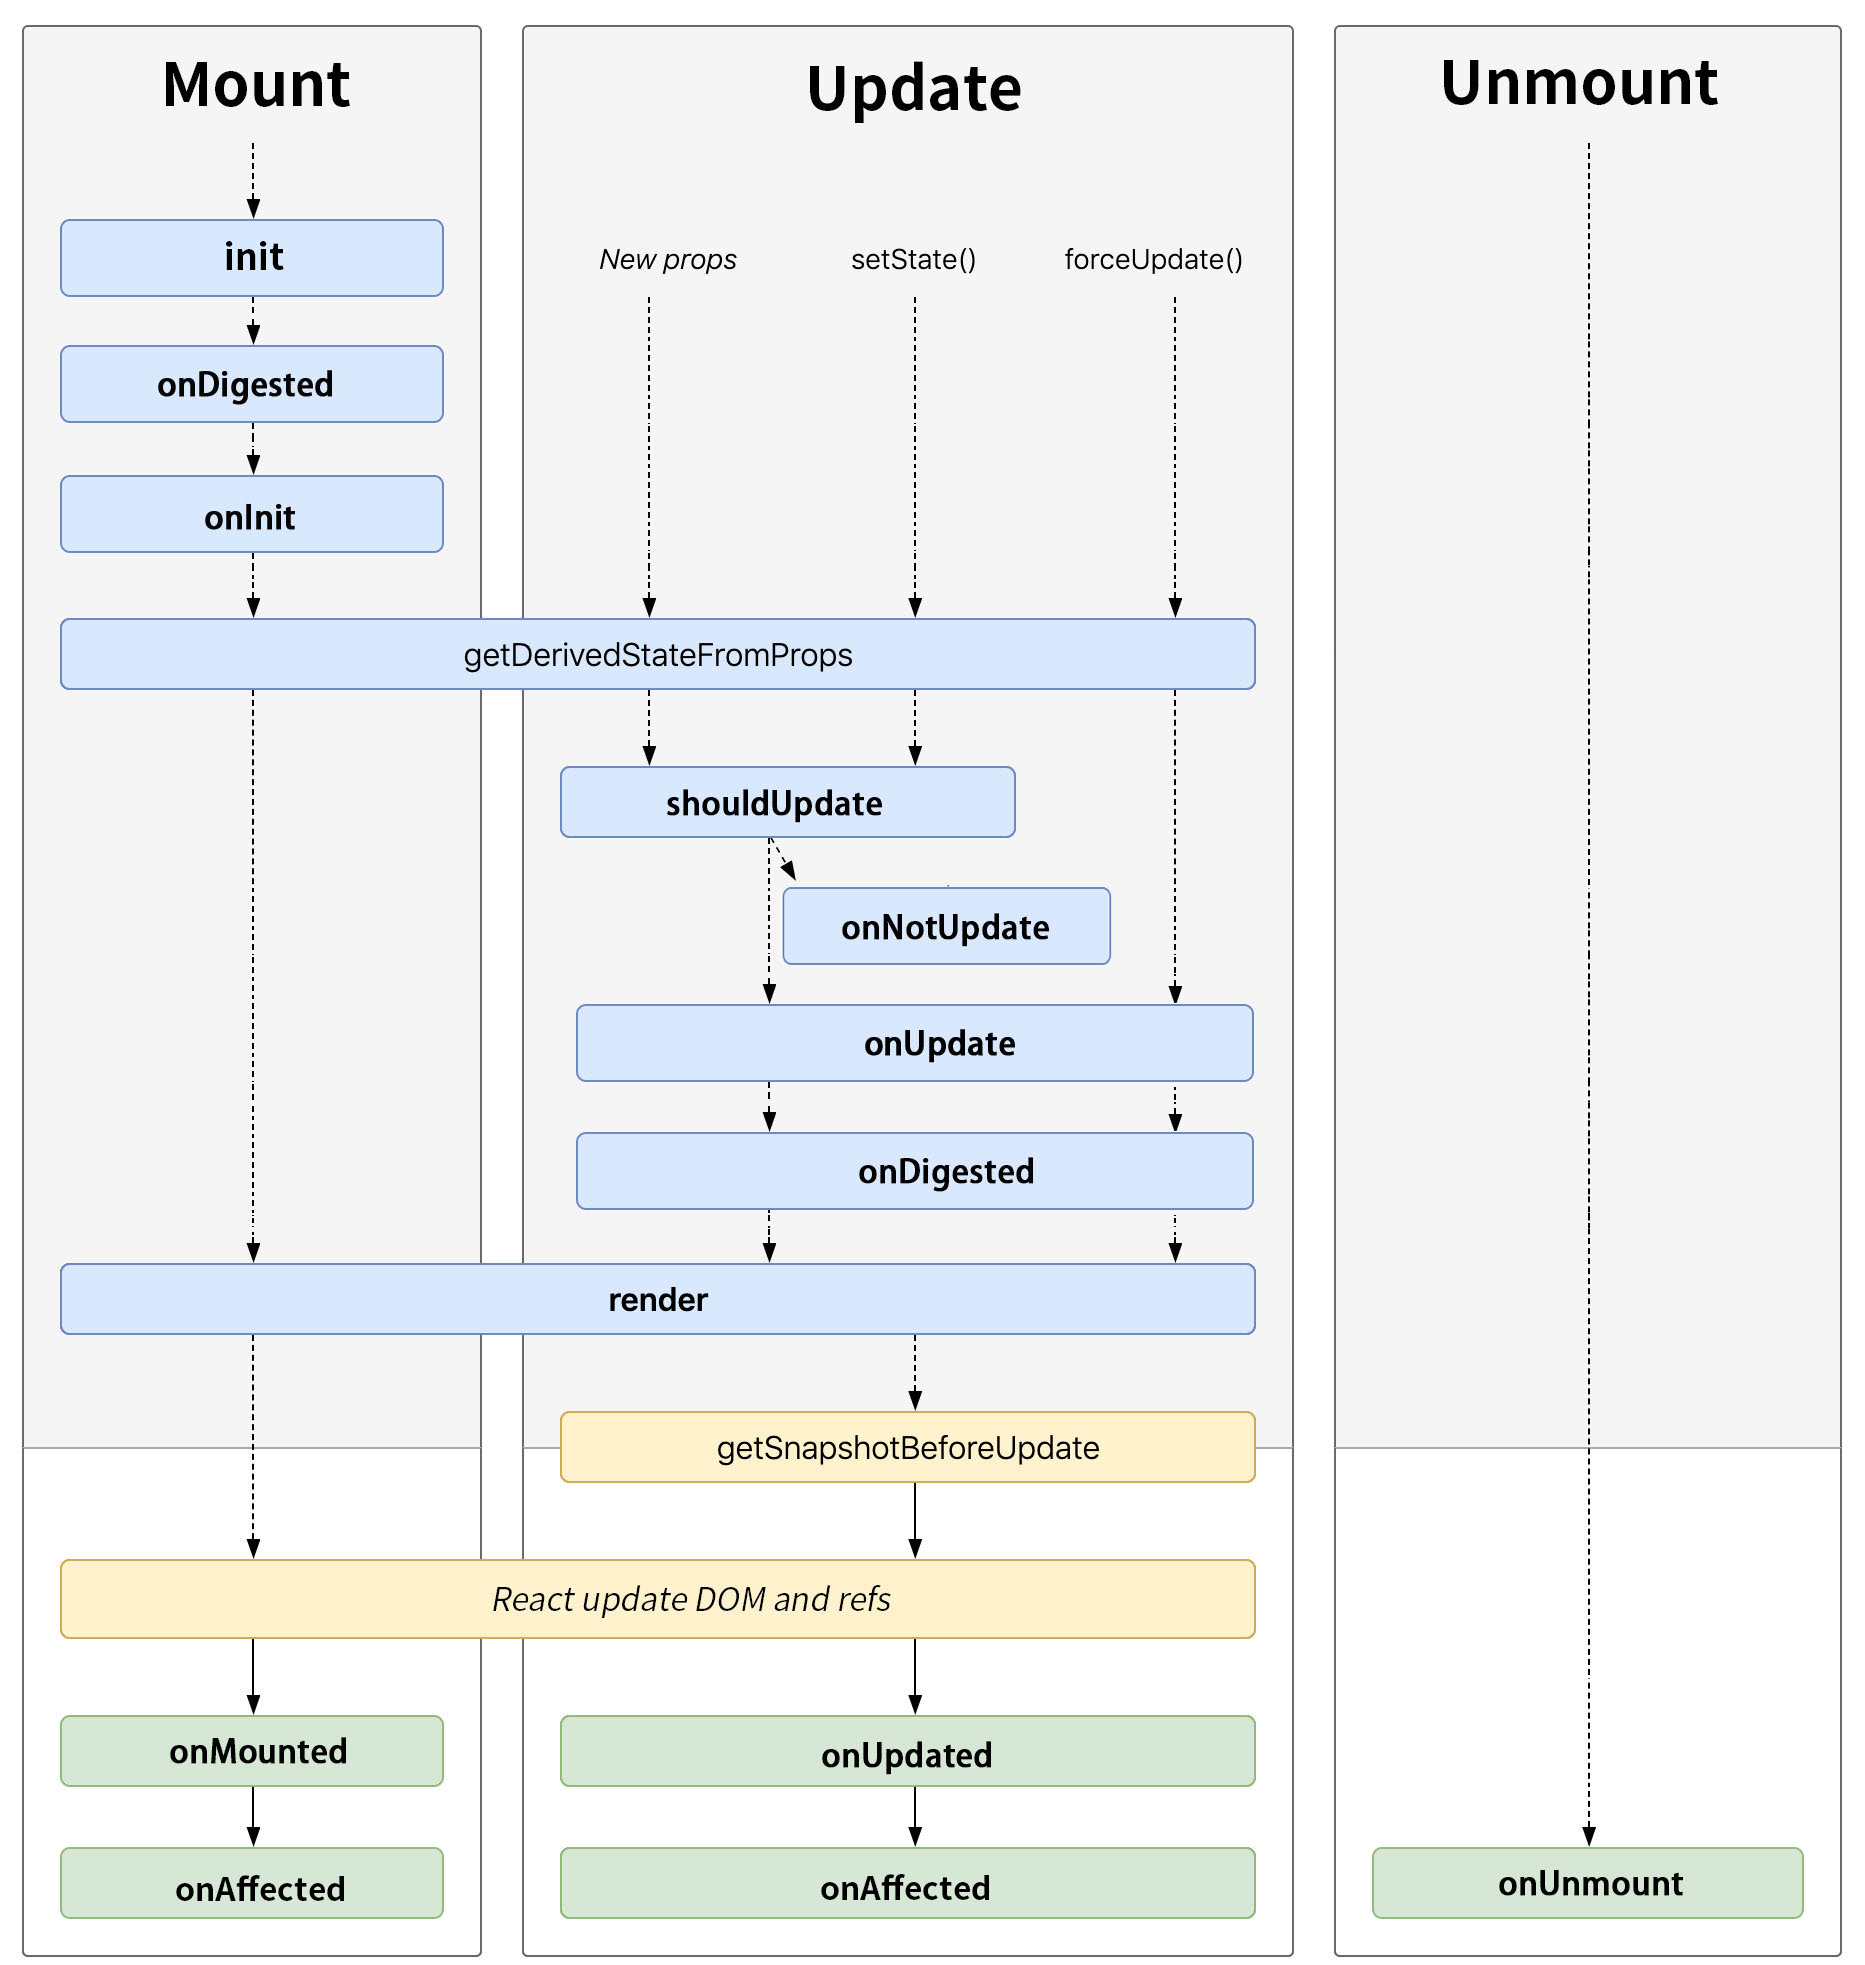 Mount
Update
Unmount
init
New props
setState()
forceUpdate()
onDigested
onInit
getDerivedStateFromProps
shouldUpdate
onNotUpdate
onUpdate
onDigested
render
getSnapshotBeforeUpdate
React update DOM and refs
onMounted
onUpdated
onAffected
onAffected
onUnmount